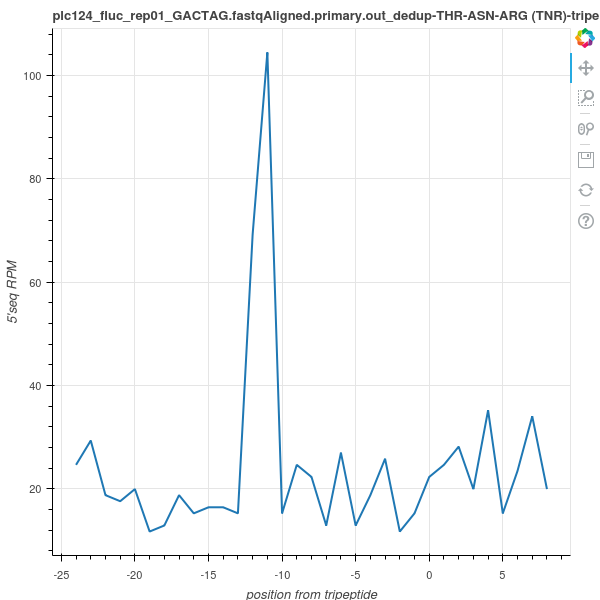 plc124_fluc_rep01_GACTAG.fastqAligned.primary.out_dedup-THR-ASN-ARG (TNR)-tripe
100
80
60
40
20
5'seq RPM
-25 -20 -15 -10 -5 0 5
position from tripeptide